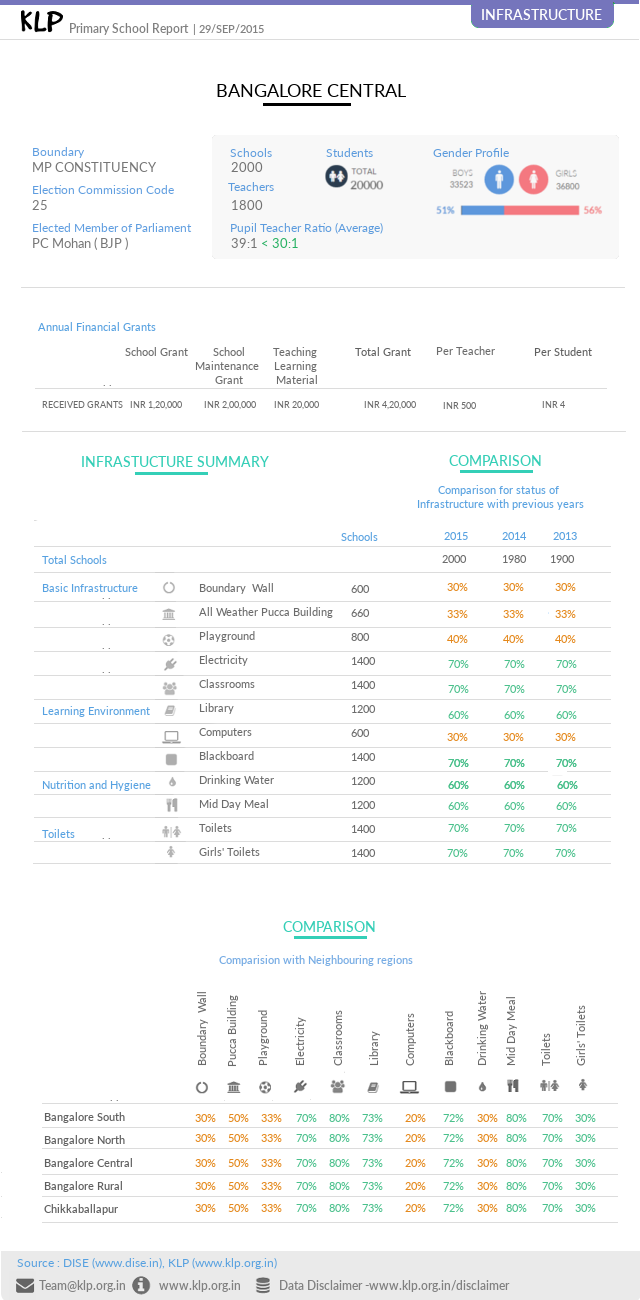 KLP Primary School Report | 29/SEP/2015
INFRASTRUCTURE
BANGALORE CENTRAL
Boundary
MP CONSTITUENCY
Election Commission Code
25
Elected Member of Parliament
PC Mohan ( BJP )
Schools
2000
Teachers
1800
Students
TOTAL
20000
Pupil Teacher Ratio (Average)
39:1 < 30:1
Gender Profile
BOYS
33523
GIRLS
36800
51% 56%
Annual Financial Grants
School Grant School Maintenance Grant Teaching Learning Material Total Grant Per Teacher Per Student
RECEIVED GRANTS INR 1,20,000 INR 2,00,000 INR 20,000 INR 4,20,000 INR 500 INR 4
INFRASTUCTURE SUMMARY
COMPARISON
Comparison for status of
Infrastructure with previous years
Schools 2015 2014 2013
Total Schools 2000 1980 1900
Basic Infrastructure Boundary Wall 600 30% 30% 30%
All Weather Pucca Building 660 33% 33% 33%
Playground 800 40% 40% 40%
Electricity 1400 70% 70% 70%
Classrooms 1400 70% 70% 70%
Learning Environment Library 1200 60% 60% 60%
Computers 600 30% 30% 30%
Blackboard 1400 70% 70% 70%
Nutrition and Hygiene Drinking Water 1200 60% 60% 60%
Mid Day Meal 1200 60% 60% 60%
Toilets Toilets 1400 70% 70% 70%
Girls' Toilets 1400 70% 70% 70%
COMPARISON
Comparision with Neighbouring regions
Boundary Wall
Pucca Building
Playground
Electricity
Classrooms
Library
Computers
Blackboard
Drinking Water
Mid Day Meal
Toilets
Girls' Toilets
Bangalore South 30% 50% 33% 70% 80% 73% 20% 72% 30% 80% 70% 30%
Bangalore North 30% 50% 33% 70% 80% 73% 20% 72% 30% 80% 70% 30%
Bangalore Central 30% 50% 33% 70% 80% 73% 20% 72% 30% 80% 70% 30%
Bangalore Rural 30% 50% 33% 70% 80% 73% 20% 72% 30% 80% 70% 30%
Chikkaballapur 30% 50% 33% 70% 80% 73% 20% 72% 30% 80% 70% 30%
Source : DISE (www.dise.in), KLP (www.klp.org.in)
Team@klp.org.in www.klp.org.in Data Disclaimer -www.klp.org.in/disclaimer